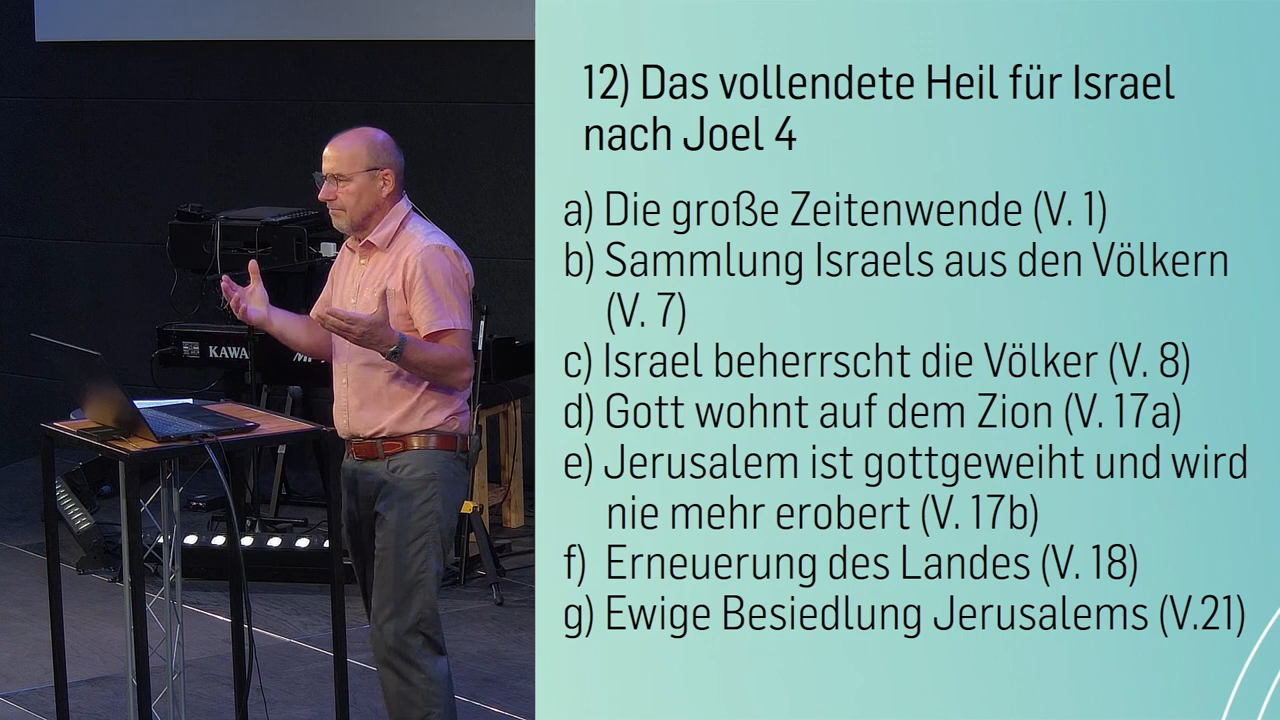 12) Das vollendete Heil für Israel
nach Joel 4
a) Die große Zeitenwende (V. 1)
b) Sammlung Israels aus den Völkern
(V. 7)
c) Israel beherrscht die Völker (V. 8)
d) Gott wohnt auf dem Zion (V. 17a)
e) Jerusalem ist gottgeweiht und wird
nie mehr erobert (V. 17b)
f) Erneuerung des Landes (V. 18)
g) Ewige Besiedlung Jerusalems (V.21)
KAWA